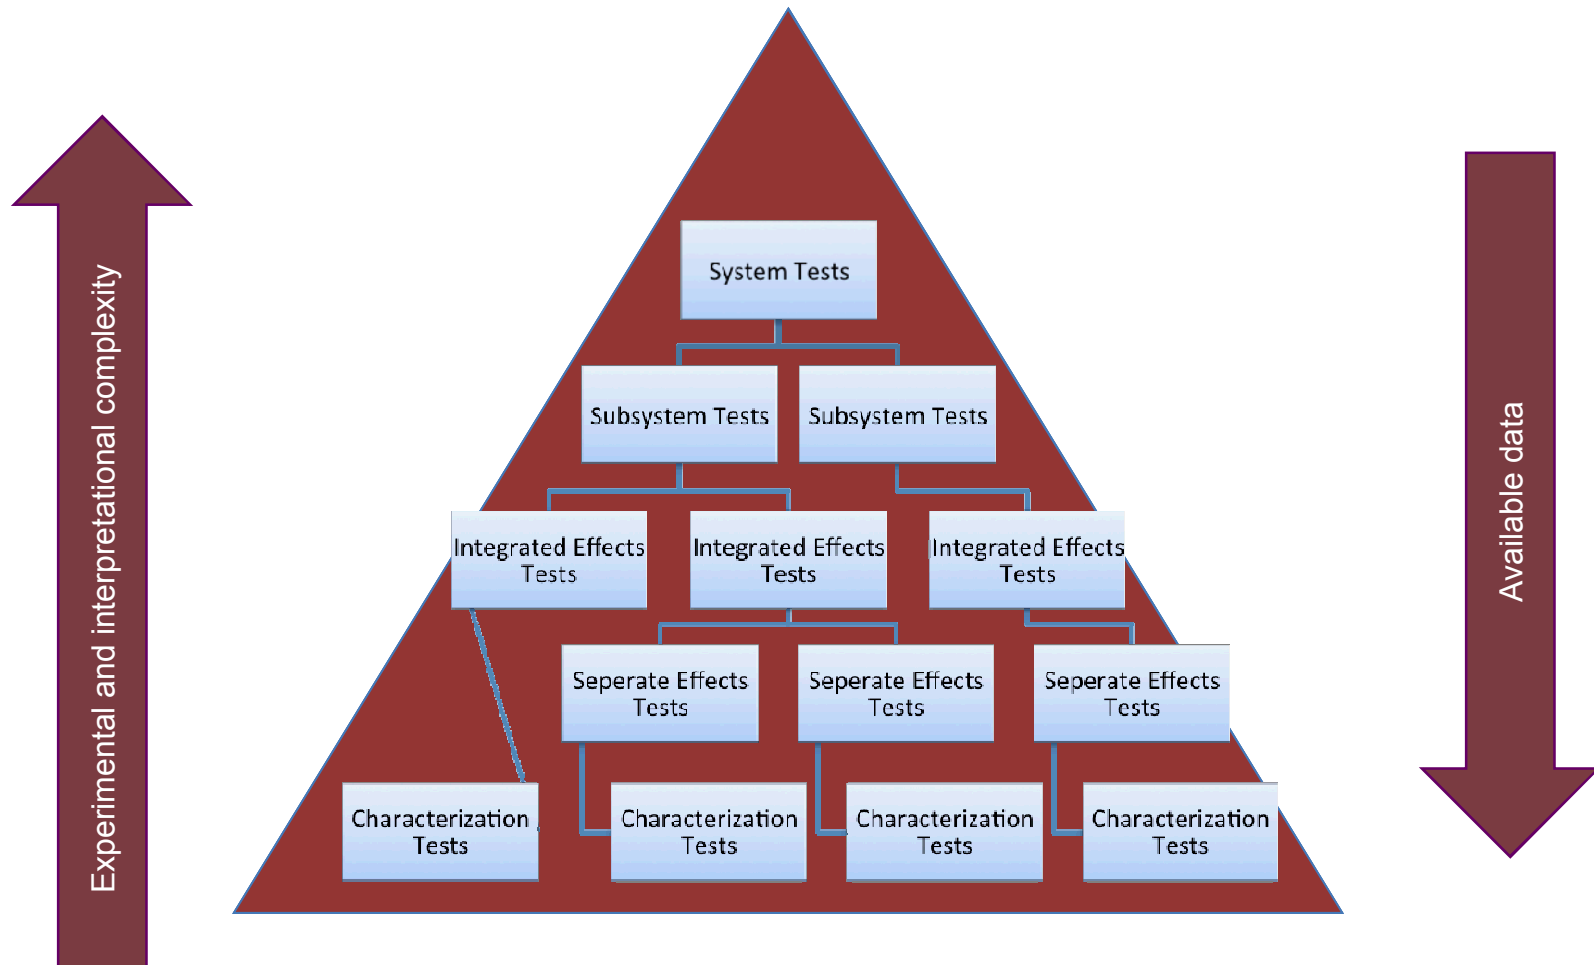 System Tests
Subsystem Tests
Subsystem Tests
Integrated Effects
Tests
Integrated Effects
Tests
Integrated Effects
Tests
Seperate Effects
Tests
Seperate Effects
Tests
Seperate Effects
Tests
Characterization
Tests
Characterization
Tests
Characterization
Tests
Characterization
Tests
Experimental and interpretational complexity
Available data